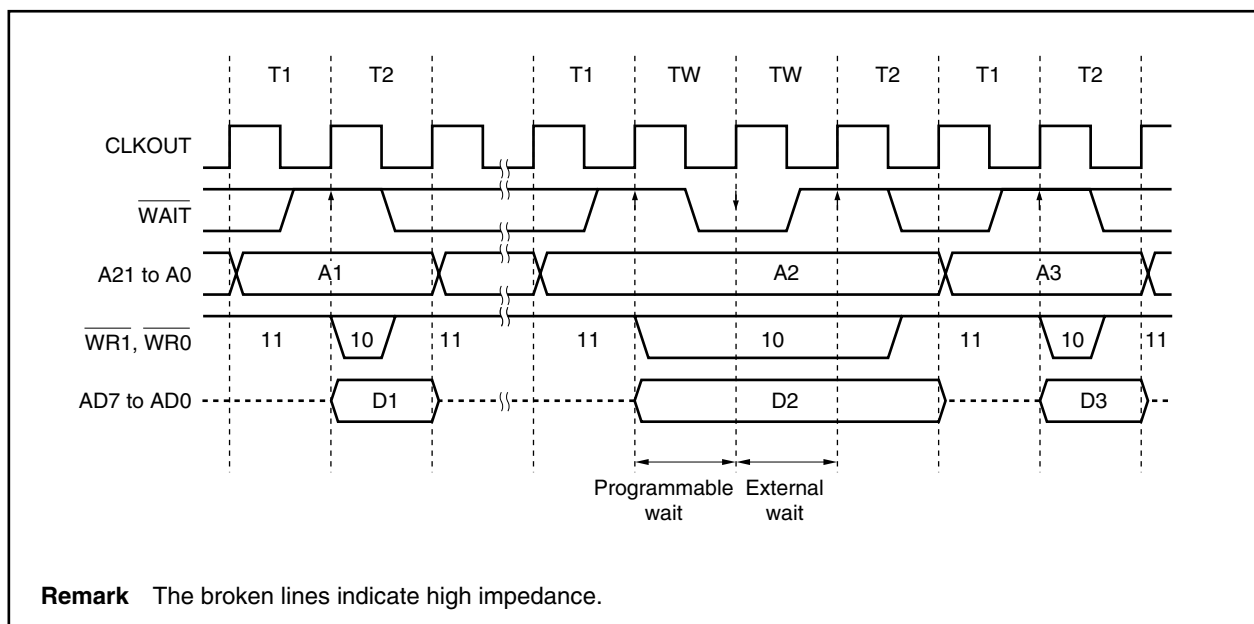 T1 T2 T1 TW TW T2 T1 T2
CLKOUT
WAIT
A21 to A0 A1 A2 A3
WR1, WR0 11 10 11 11 10 11 10 11
AD7 to AD0 D1 D2 D3
Programmable wait
External wait
Remark The broken lines indicate high impedance.